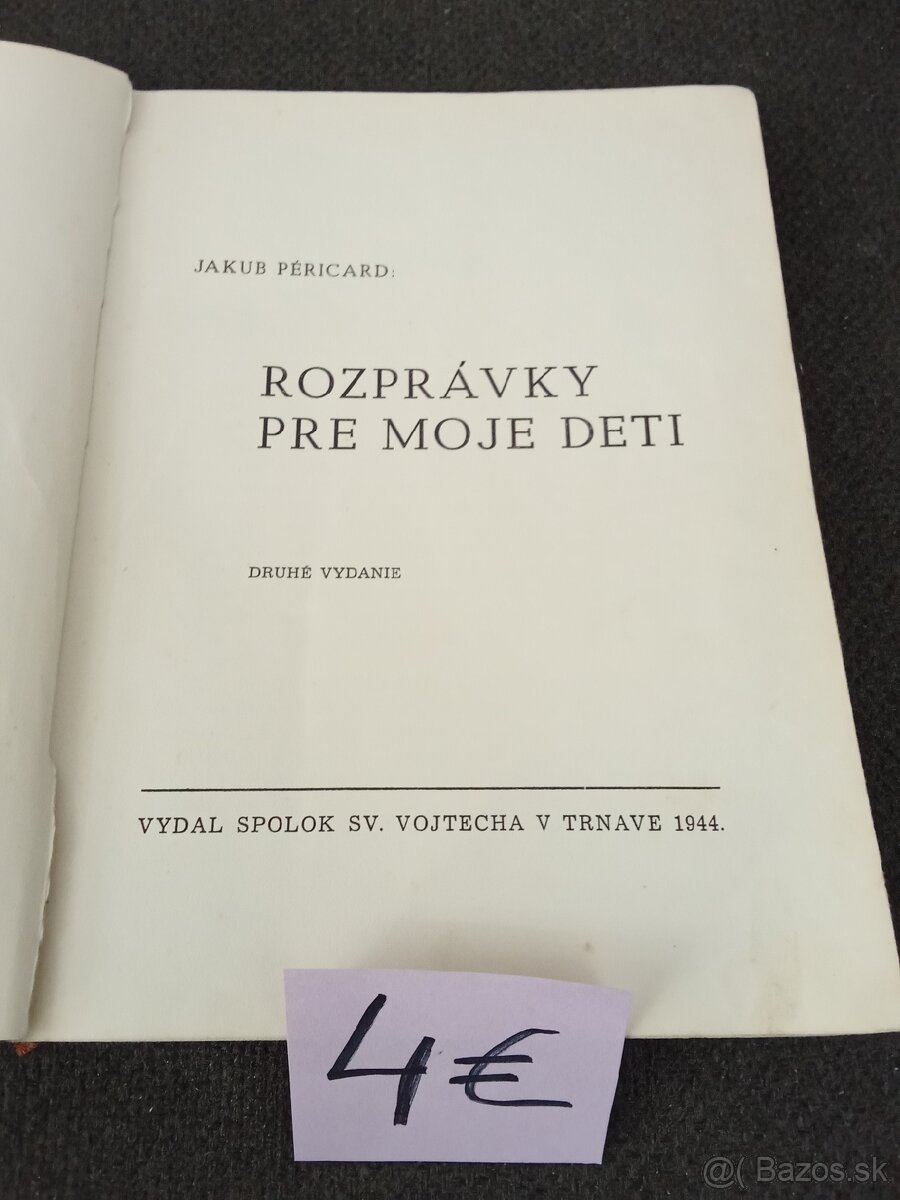 JAKUB PÉRICARD:
ROZPRÁVKY
PRE MOJE DETI
DRUHÉ VYDANIE
VYDAL SPOLOK SV. VOJTECHA V TRNAVE 1944.
4€
@( Bazos.sk